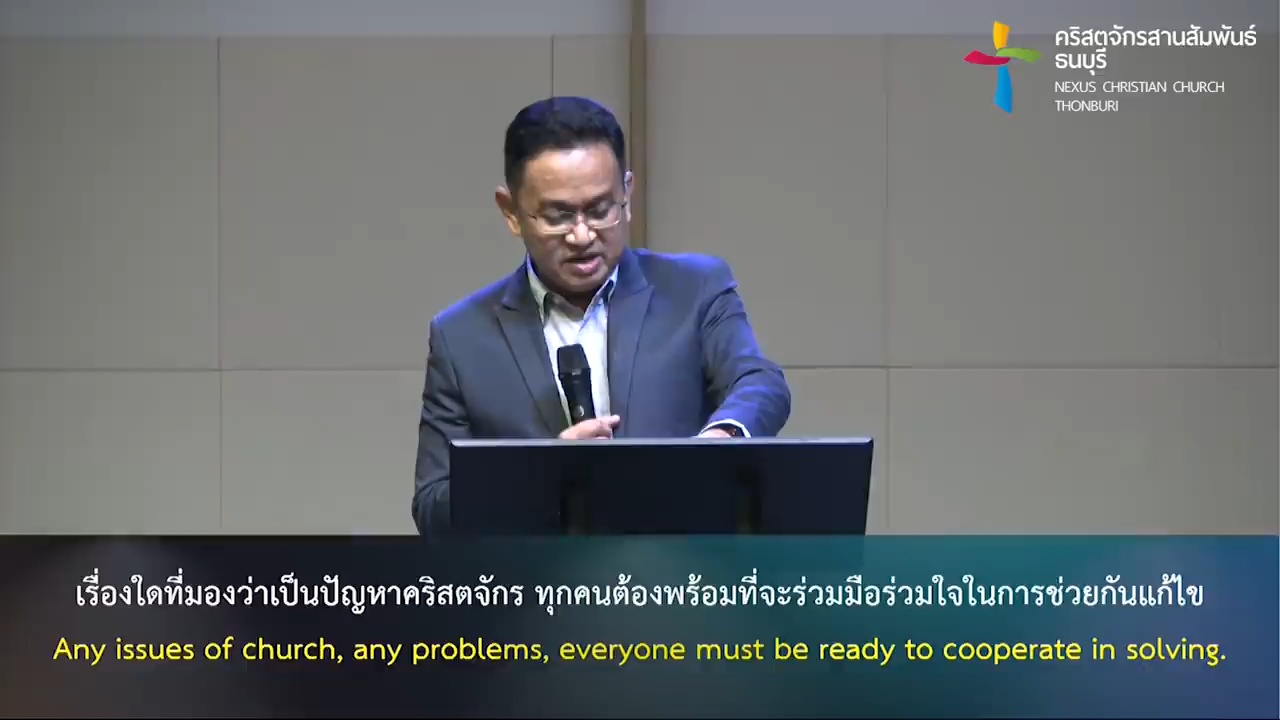 คริสตจักรสานสัมพันธ์
ธนบุรี
NEXUS CHRISTIAN CHURCH
THONBURI
เรื่องใดที่มองว่าเป็นปัญหาคริสตจักร ทุกคนต้องพร้อมที่จะร่วมมือร่วมใจในการช่วยกันแก้ไข
Any issues of church, any problems, everyone must be ready to cooperate in solving.